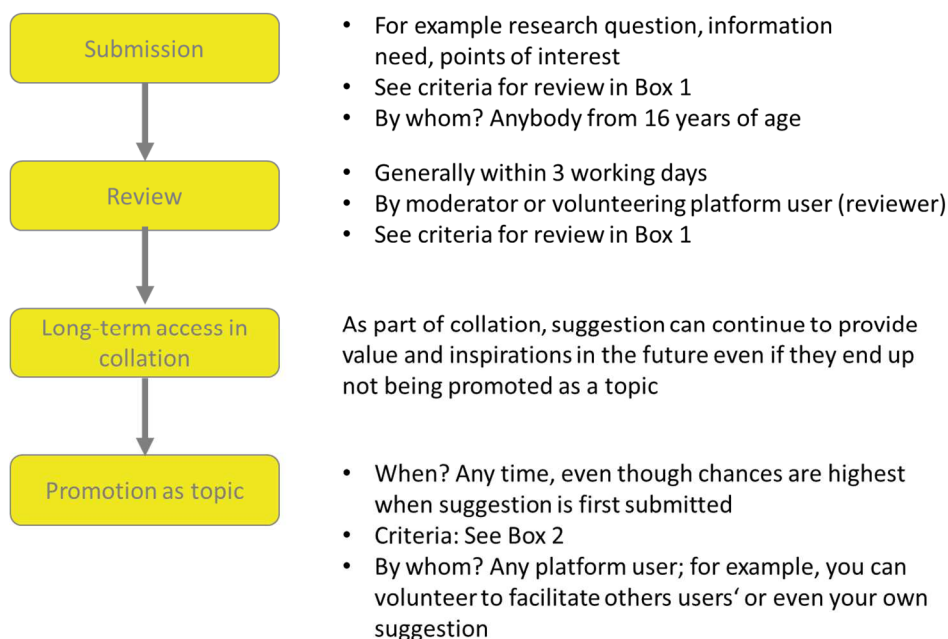 Submission
• For example research question, information
need, points of interest
• See criteria for review in Box 1
• By whom? Anybody from 16 years of age
Review
• Generally within 3 working days
• By moderator or volunteering platform user (reviewer)
• See criteria for review in Box 1
Long-term access in
collation
As part of collation, suggestion can continue to provide
value and inspirations in the future even if they end up
not being promoted as a topic
Promotion as topic
• When? Any time, even though chances are highest
when suggestion is first submitted
• Criteria: See Box 2
• By whom? Any platform user; for example, you can
volunteer to facilitate others users‘ or even your own
suggestion